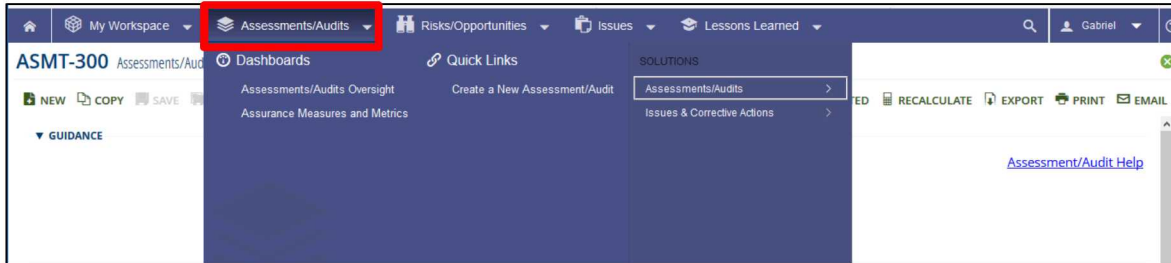 My Workspace Assessments/Audits Risks/Opportunities Issues Lessons Learned Gabriel
ASMT-300 Assessments/Aud
Dashboards Quick Links SOLUTIONS
Assessments/Audits Oversight Create a New Assessment/Audit Assessments/Audits
NEW COPY SAVE TED RECALCULATE EXPORT PRINT EMAIL
Assurance Measures and Metrics Issues & Corrective Actions
GUIDANCE
Assessment/Audit Help